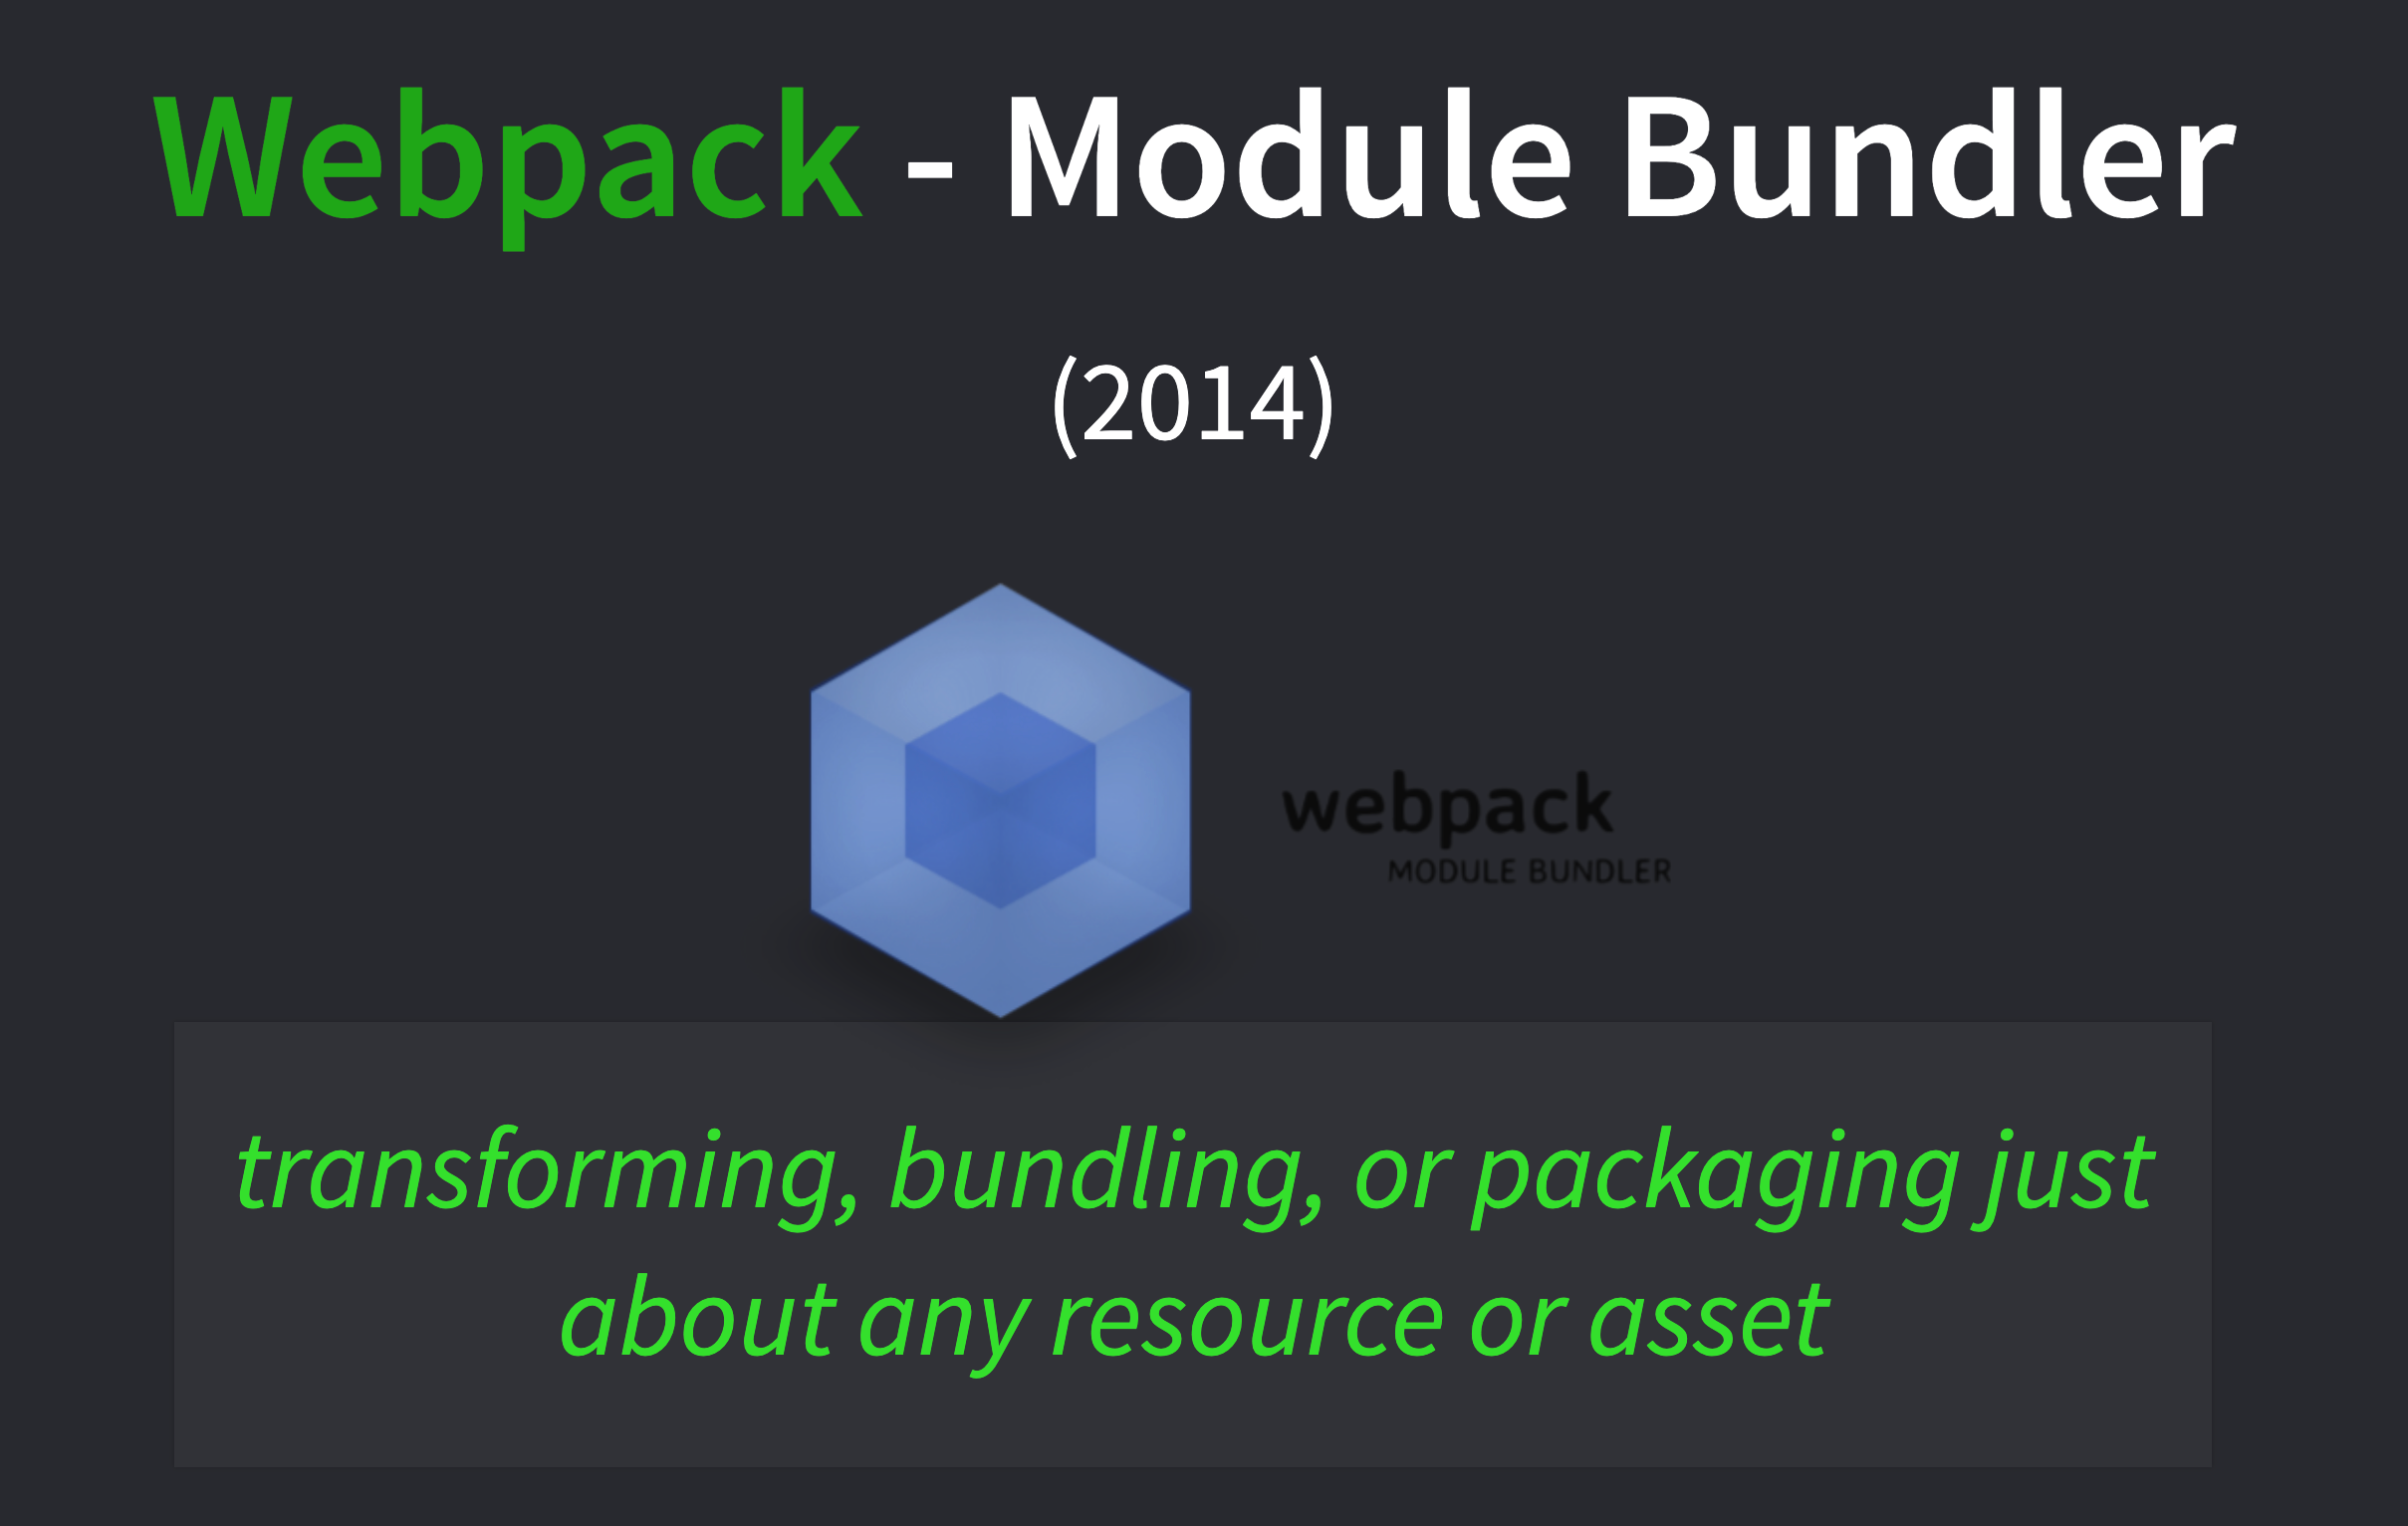 Webpack - Module Bundler
(2014)
webpack
MODULE BUNDLER
transforming, bundling, or packaging just
about any resource or asset